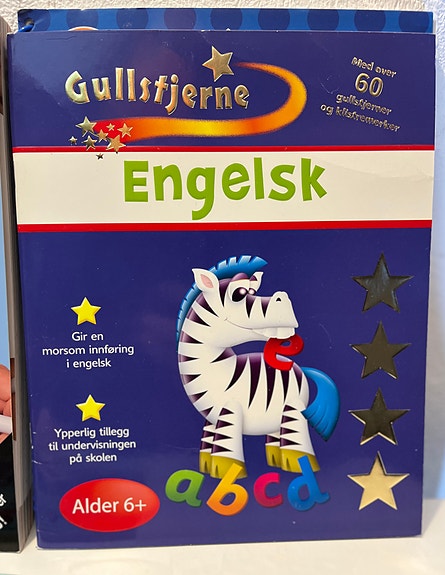 Gullstjerne
Med over
60
gullstjerner
og klistremerker
Engelsk
Gir en
morsom innføring
i engelsk
e
Ypperlig tillegg
til undervisningen
på skolen
Alder 6+
abcd